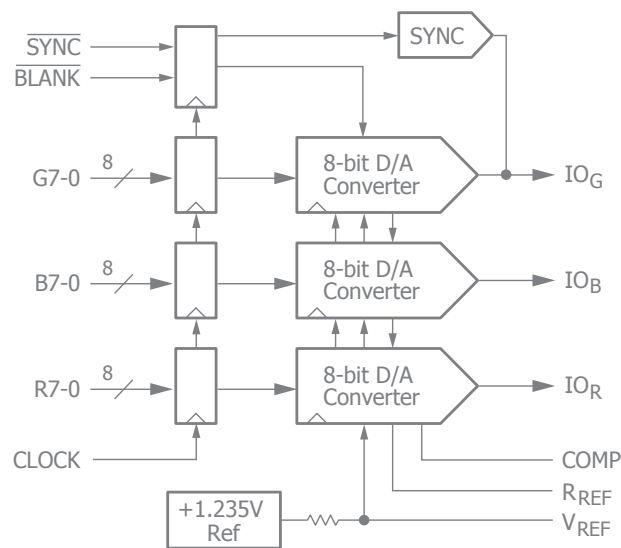 SYNC
SYNC
BLANK
8
8-bit D/A
Converter
G7-0
IOG
8
8-bit D/A
Converter
B7-0
IOB
8
8-bit D/A
Converter
R7-0
IOR
CLOCK
COMP
RREF
+1.235V
Ref
VREF